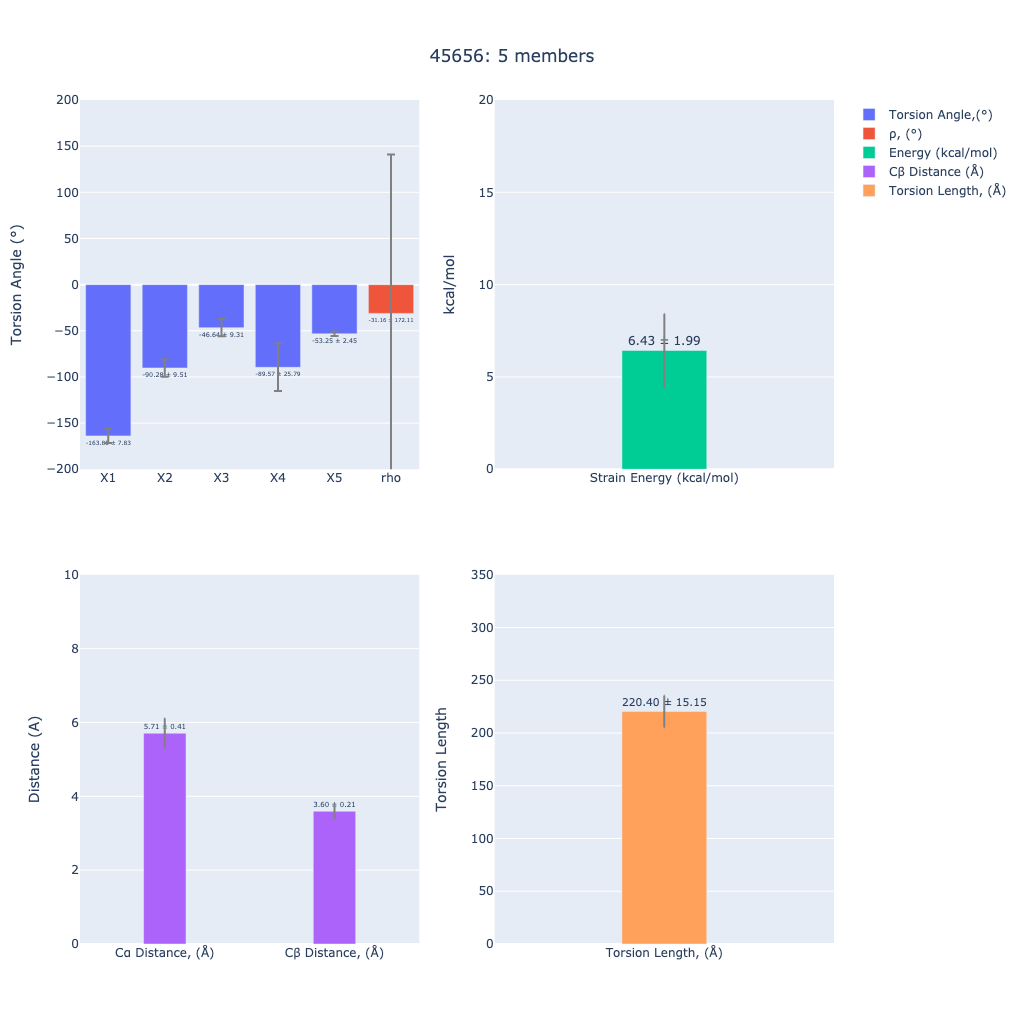 45656: 5 members
Torsion Angle (°)
200
150
100
50
0
−50
−100
−150
−200
-90.28 ± 9.51
-46.64 ± 9.31
-89.57 ± 25.79
-53.25 ± 2.45
-31.16 ± 172.11
X1
X2
X3
X4
X5
rho
kcal/mol
20
15
10
5
0
6.43 ± 1.99
Strain Energy (kcal/mol)
Torsion Angle,(°)
ρ, (°)
Energy (kcal/mol)
Cβ Distance (Å)
Torsion Length, (Å)
Distance (A)
10
8
6
4
2
0
5.71 ± 0.41
3.60 ± 0.21
Cα Distance, (Å)
Cβ Distance, (Å)
Torsion Length
350
300
250
200
150
100
50
0
220.40 ± 15.15
Torsion Length, (Å)